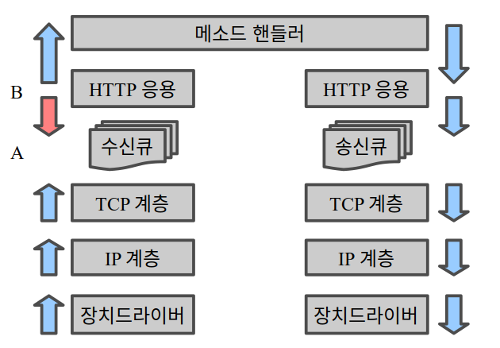 메소드 핸들러
B
HTTP 응용
HTTP 응용
A
수신큐
송신큐
TCP 계층
TCP 계층
IP 계층
IP 계층
장치드라이버
장치드라이버